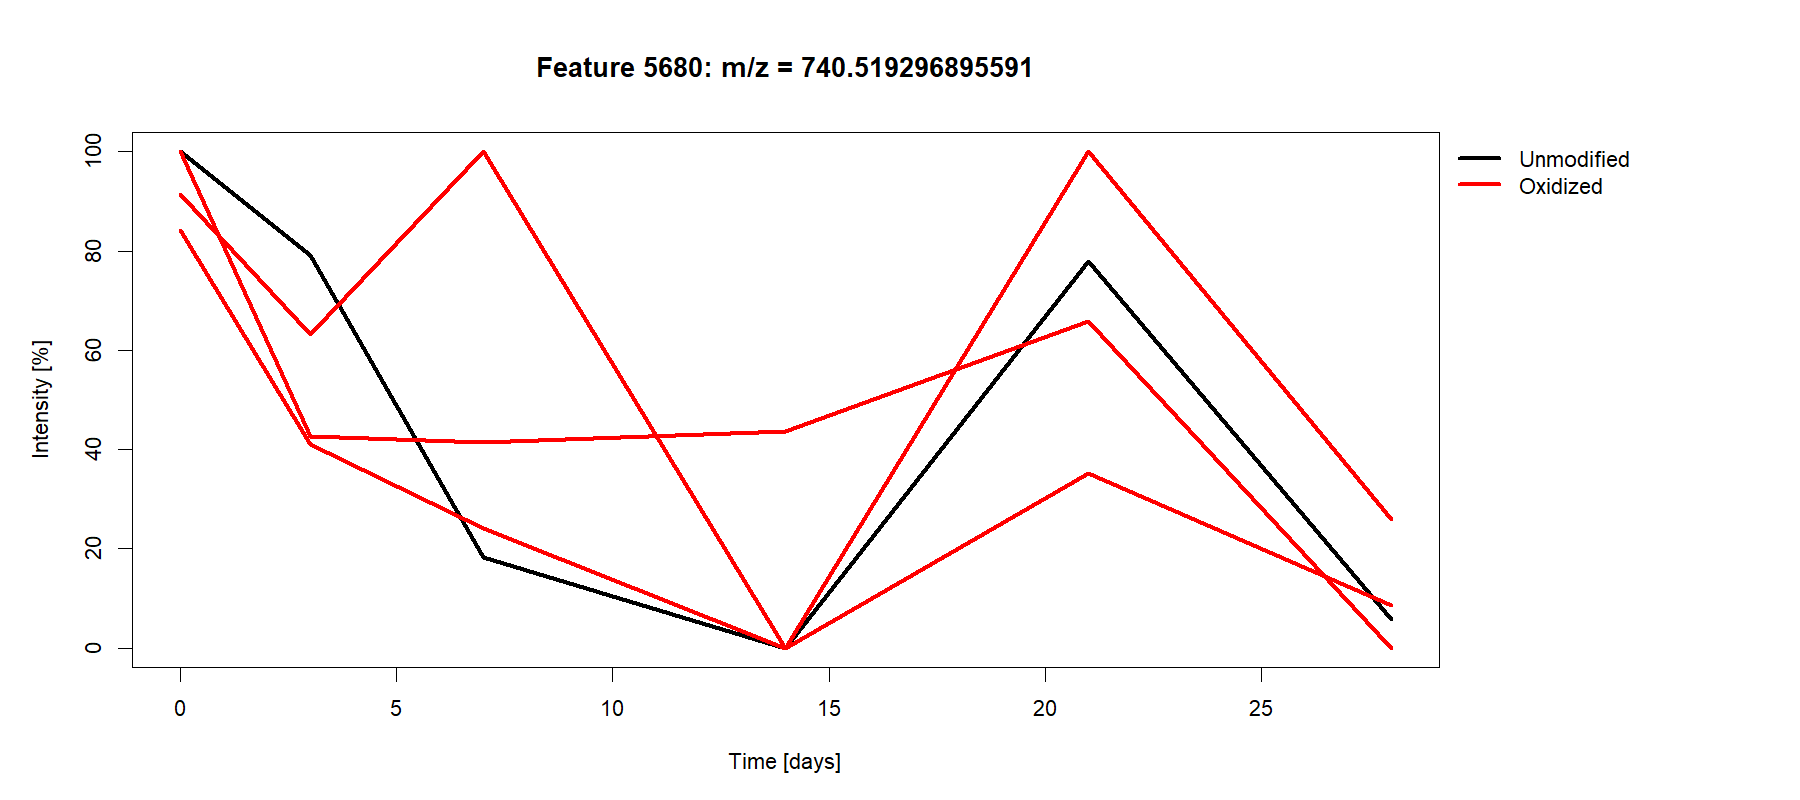 Feature 5680: m/z = 740.519296895591
Unmodified
Oxidized
Intensity [%]
100
80
60
40
20
0
0 5 10 15 20 25
Time [days]